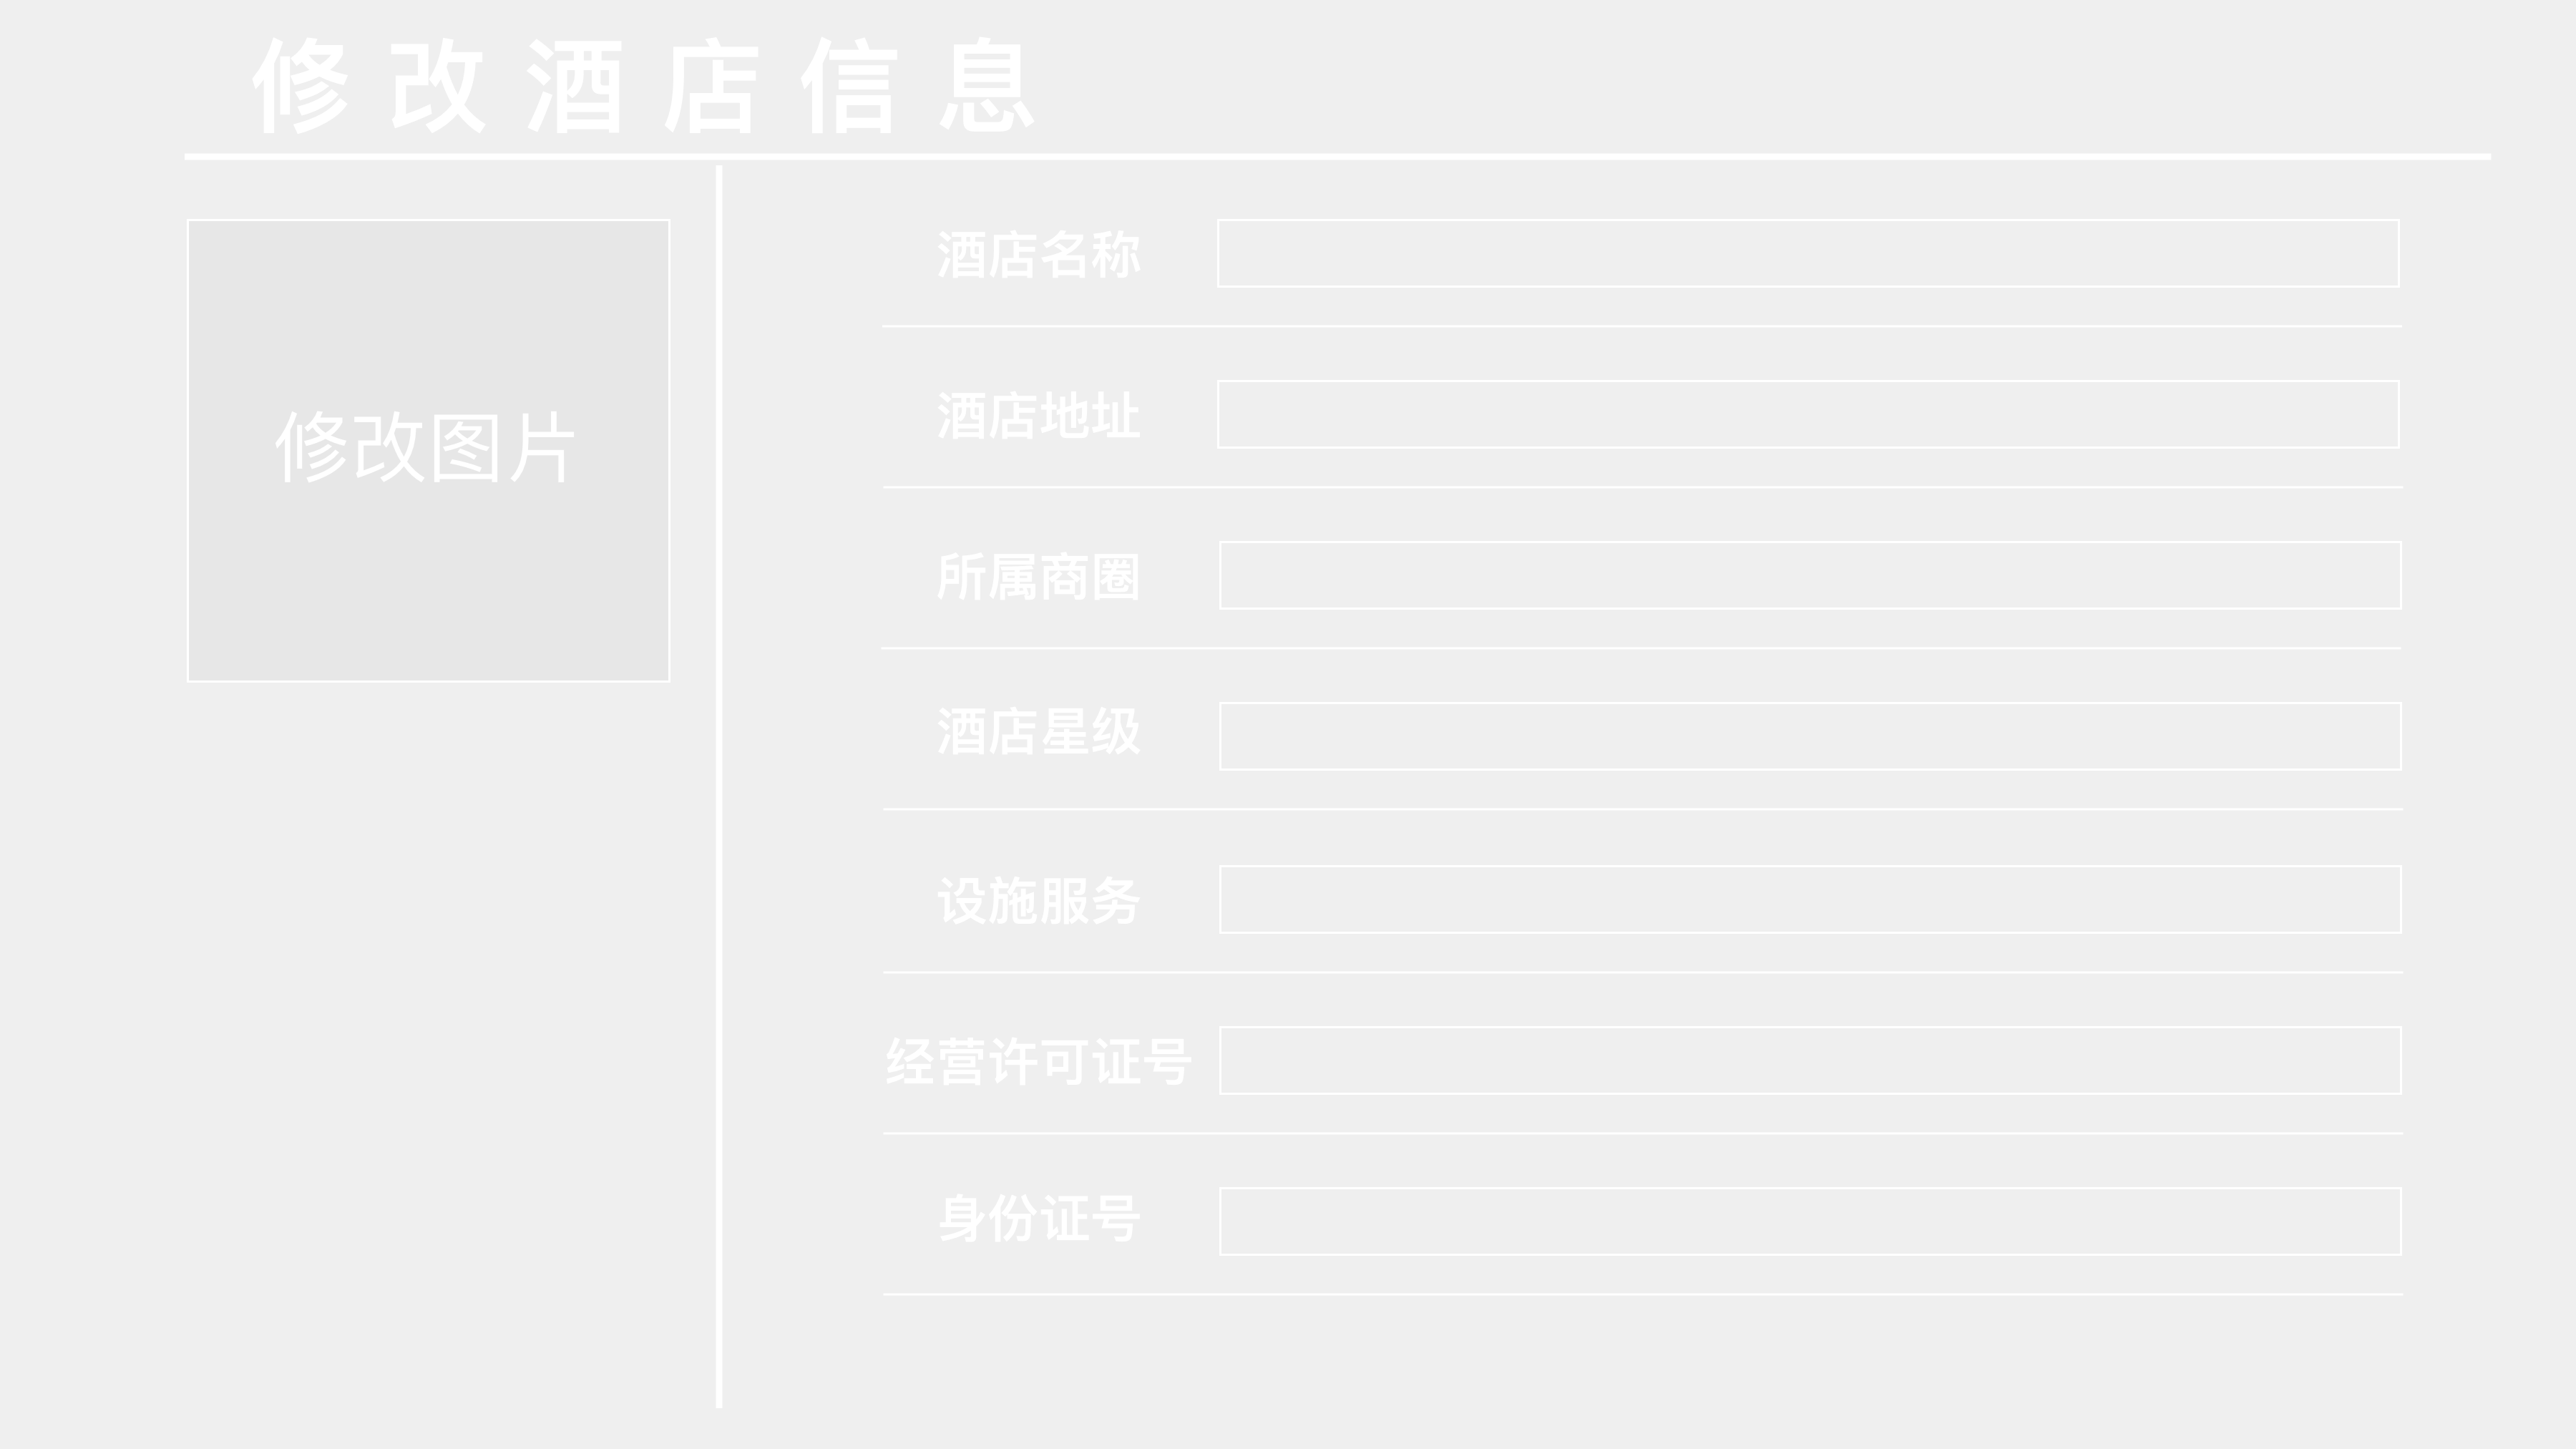 修改酒店信息
修改图片
酒店名称
酒店地址
所属商圈
酒店星级
设施服务
经营许可证号
身份证号